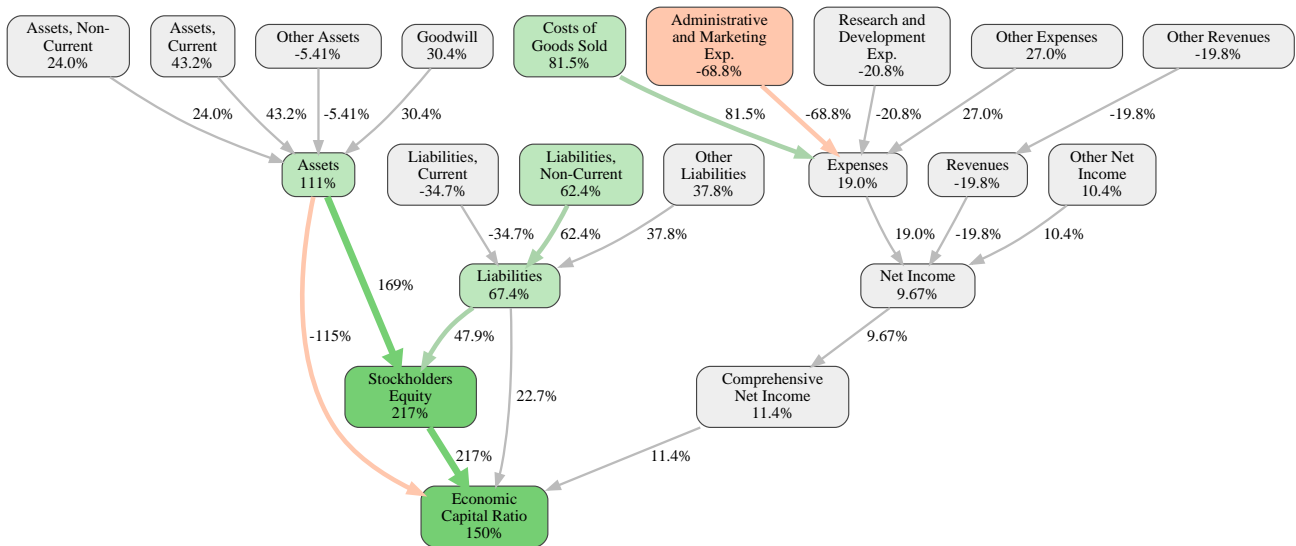 Assets, Non-
Current
24.0%
Assets,
Current
43.2%
Other Assets
-5.41%
Goodwill
30.4%
Costs of
Goods Sold
81.5%
Administrative
and Marketing
Exp.
-68.8%
Research and
Development
Exp.
-20.8%
Other Expenses
27.0%
Other Revenues
-19.8%
24.0%
43.2%
-5.41%
30.4%
81.5%
-68.8%
-20.8%
27.0%
-19.8%
Assets
111%
Liabilities,
Current
-34.7%
Liabilities,
Non-Current
62.4%
Other
Liabilities
37.8%
Expenses
19.0%
Revenues
-19.8%
Other Net
Income
10.4%
-34.7%
62.4%
37.8%
19.0%
-19.8%
10.4%
Liabilities
67.4%
Net Income
9.67%
169%
-115%
47.9%
9.67%
Stockholders
Equity
217%
22.7%
Comprehensive
Net Income
11.4%
217%
11.4%
Economic
Capital Ratio
150%